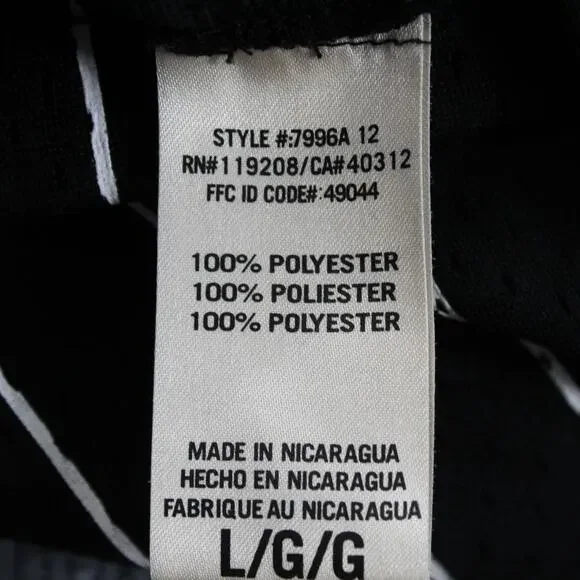 STYLE #:7996A 12
RN#119208/CA#40312
FFC ID CODE#:49044
100% POLYESTER
100% POLIESTER
100% POLYESTER
MADE IN NICARAGUA
HECHO EN NICARAGUA
FABRIQUE AU NICARAGUA
L/G/G